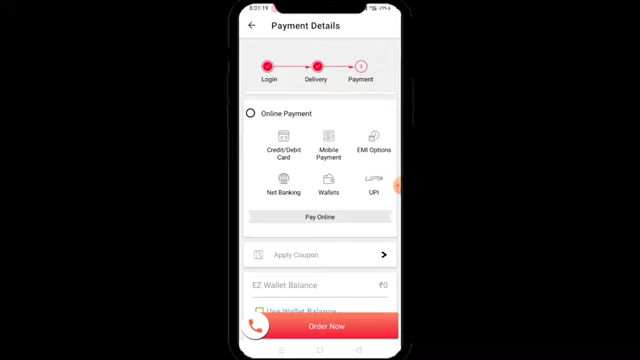 6:01:19
Payment Details
3
Login
Delivery
Payment
Online Payment
Credit/Debit Card
Mobile Payment
EMI Options
Net Banking
Wallets
UPI
Pay Online
Apply Coupon
EZ Wallet Balance
₹0
Use Wallet Balance
Order Now